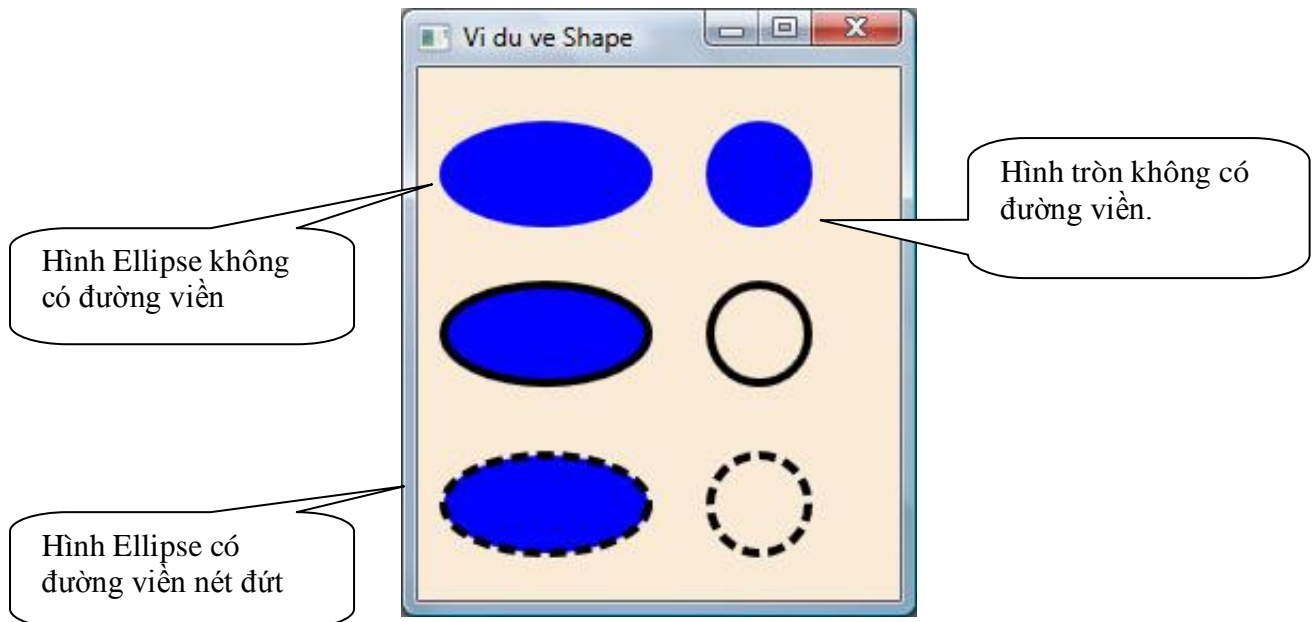 Vi du ve Shape
Hình tròn không có
đường viền.
Hình Ellipse không
có đường viền
Hình Ellipse có
đường viền nét đứt